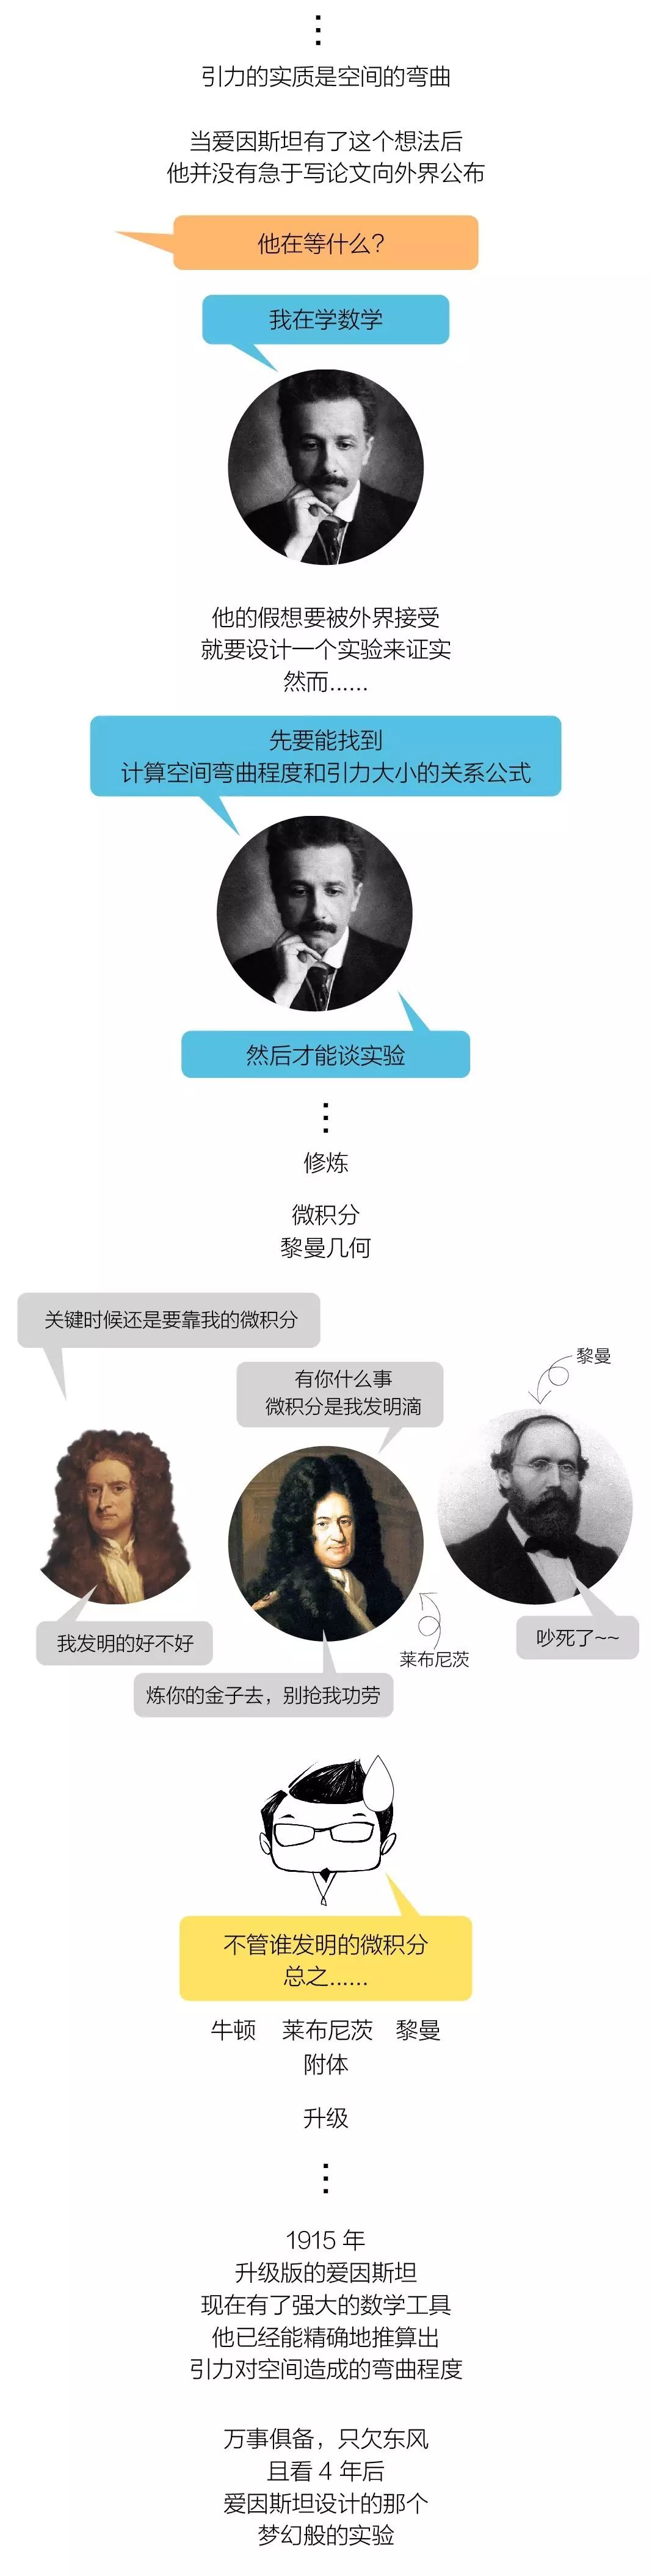 引力的实质是空间的弯曲
当爱因斯坦有了这个想法后
他并没有急于写论文向外界公布
他在等什么?
我在学数学
他的假想要被外界接受
就要设计一个实验来证实
然而......
先要能找到
计算空间弯曲程度和引力大小的关系公式
然后才能谈实验
修炼
微积分
黎曼几何
关键时候还是要靠我的微积分
有你什么事
微积分是我发明滴
黎曼
我发明的好不好
炼你的金子去，别抢我功劳
莱布尼茨
吵死了~~
不管谁发明的微积分
总之......
牛顿 莱布尼茨 黎曼
附体
升级
1915 年
升级版的爱因斯坦
现在有了强大的数学工具
他已经能精确地推算出
引力对空间造成的弯曲程度
万事俱备，只欠东风
且看 4 年后
爱因斯坦设计的那个
梦幻般的实验